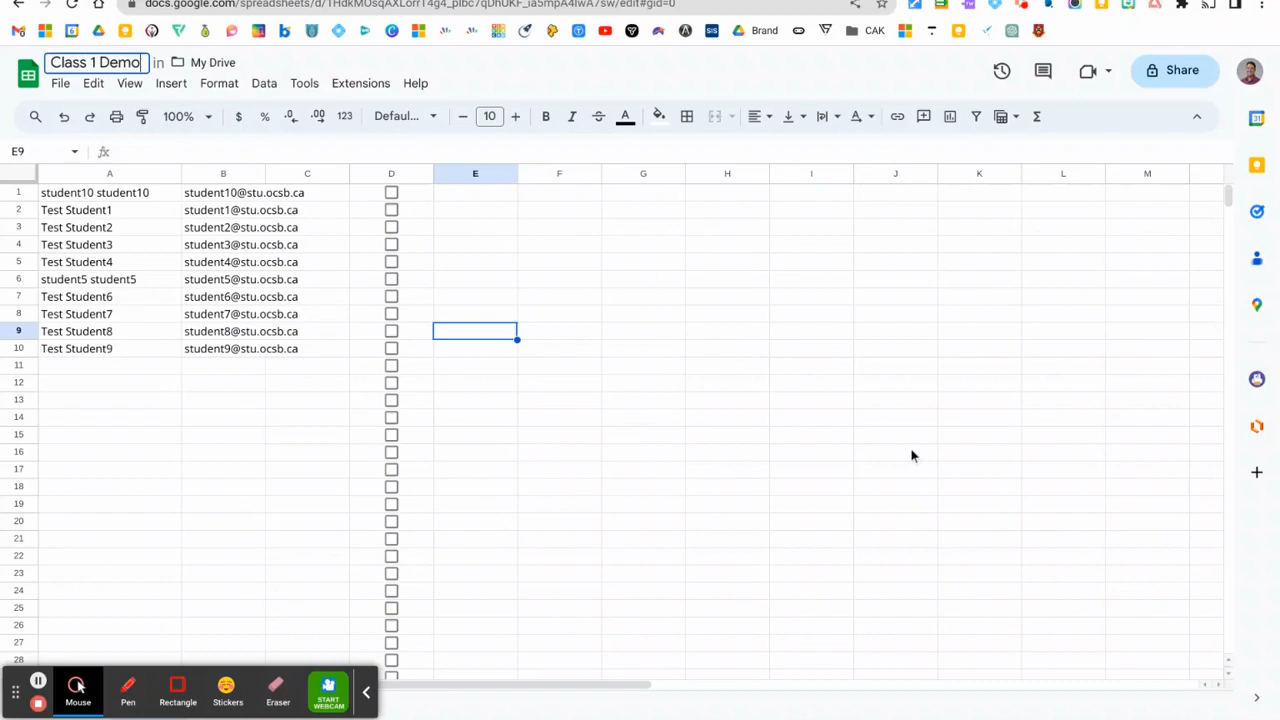 docs.google.com/spreadsheets/d/
edit#gid=0
Brand
CAK
Class 1 Demo in My Drive
File Edit View Insert Format Data Tools Extensions Help
Share
100% $ % .0 .00 123 Defaul... 10 B I S A
E9 fx
A B C D E F G H I J K L M
1 student10 student10 student10@stu.ocsb.ca
2 Test Student1 student1@stu.ocsb.ca
3 Test Student2 student2@stu.ocsb.ca
4 Test Student3 student3@stu.ocsb.ca
5 Test Student4 student4@stu.ocsb.ca
6 student5 student5 student5@stu.ocsb.ca
7 Test Student6 student6@stu.ocsb.ca
8 Test Student7 student7@stu.ocsb.ca
9 Test Student8 student8@stu.ocsb.ca
10 Test Student9 student9@stu.ocsb.ca
11
12
13
14
15
16
17
18
19
20
21
22
23
24
25
26
27
28
Mouse Pen Rectangle Stickers Eraser START WEBCAM